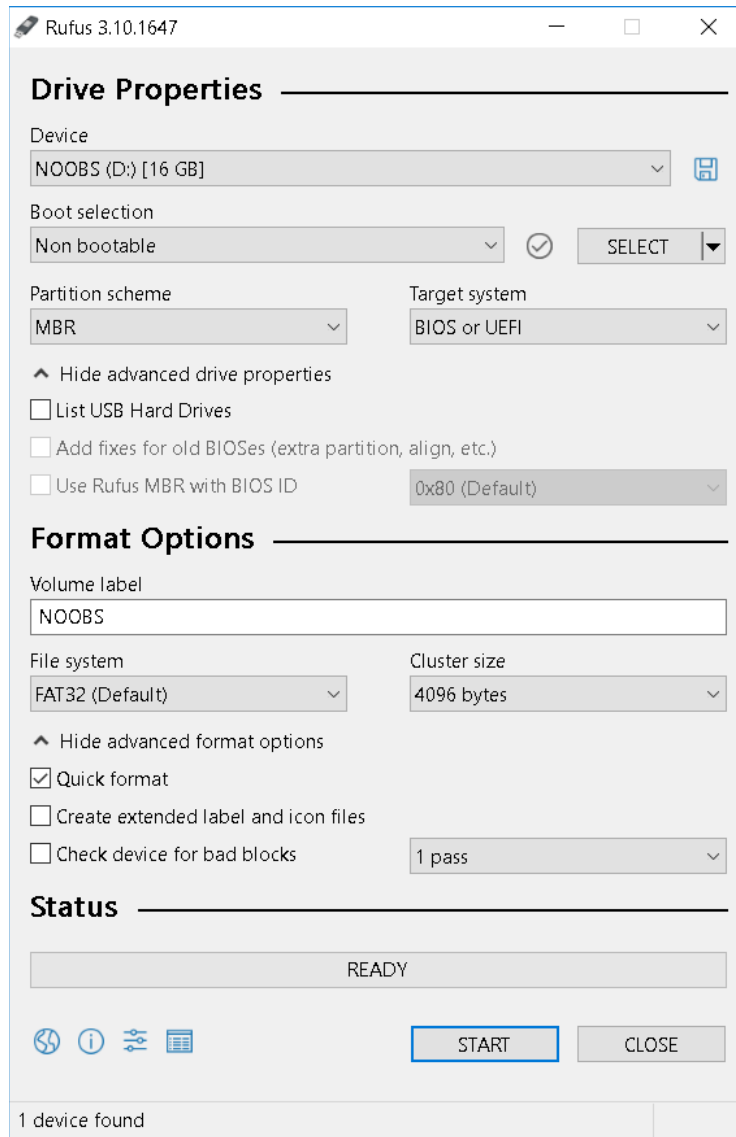 Rufus 3.10.1647
Drive Properties
Device
NOOBS (D:) [16 GB]
Boot selection
Non bootable
SELECT
Partition scheme
Target system
MBR
BIOS or UEFI
Hide advanced drive properties
List USB Hard Drives
Add fixes for old BIOSes (extra partition, align, etc.)
Use Rufus MBR with BIOS ID
0x80 (Default)
Format Options
Volume label
NOOBS
File system
Cluster size
FAT32 (Default)
4096 bytes
Hide advanced format options
Quick format
Create extended label and icon files
Check device for bad blocks
1 pass
Status
READY
START
CLOSE
1 device found